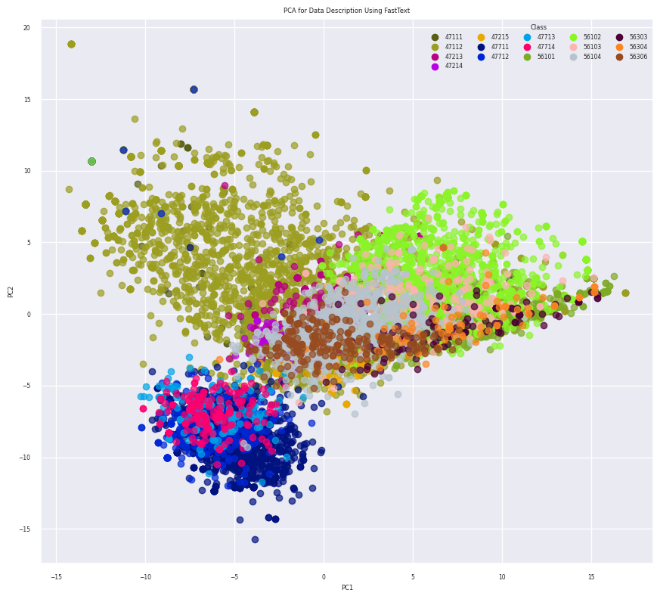 PCA for Data Description Using FastText
Class
47111 47215 47713 56102 56303
47112 47711 47714 56103 56304
47213 47712 56101 56104 56306
47214
20
15
10
5
0
−5
−10
−15
PC2
−15 −10 −5 0 5 10 15
PC1